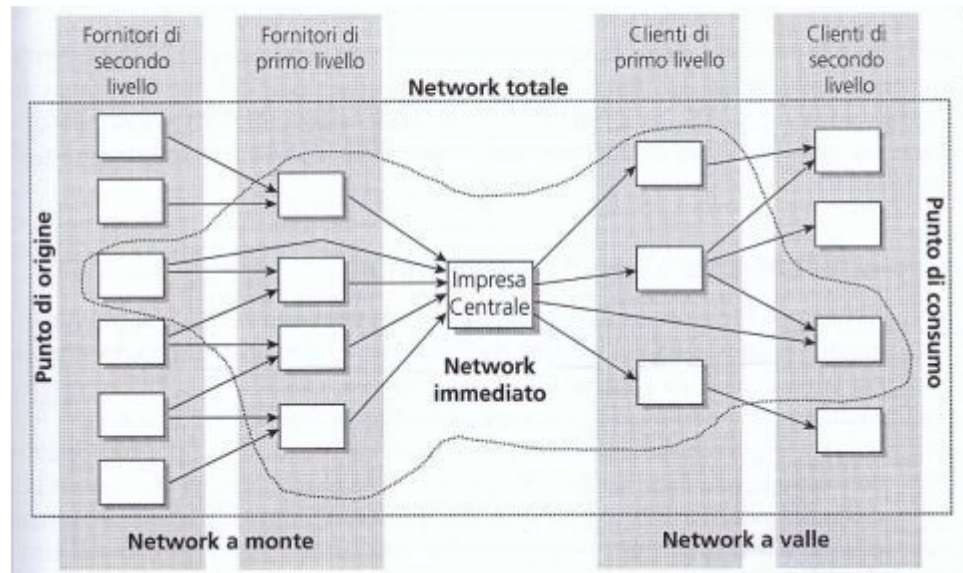 Fornitori di
secondo
livello
Fornitori di
primo livello
Clienti di
primo livello
Clienti di
secondo
livello
Network totale
Punto di origine
Impresa
Centrale
Network
immediato
Punto di consumo
Network a monte
Network a valle